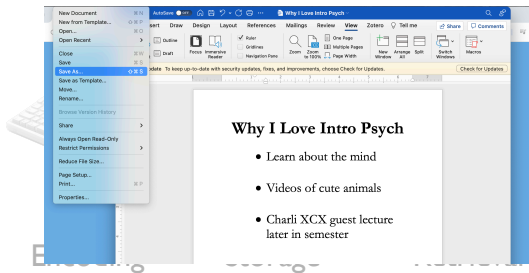 New Document ⌘N
New from Template... ⇧⌘P
Open... ⌘O
Open Recent >
Close ⌘W
Save ⌘S
Save As... ⇧⌘S
Save as Template...
Move...
Rename...
Browse Version History
Share >
Always Open Read-Only
Restrict Permissions >
Reduce File Size...
Page Setup...
Print... ⌘P
Properties...
AutoSave OFF Why I Love Intro Psych
Draw Design Layout References Mailings Review View Zotero Tell me Share Comments
Outline
Draft
Focus
Immersive Reader
Ruler
Gridlines
Navigation Pane
Zoom
Zoom to 100%
One Page
Multiple Pages
Page Width
New Window
Arrange All
Split
Switch Windows
Macros
To keep up-to-date with security updates, fixes, and improvements, choose Check for Updates. Check for Updates
Why I Love Intro Psych
• Learn about the mind
• Videos of cute animals
• Charli XCX guest lecture
later in semester
Encoding Storage Retrieval